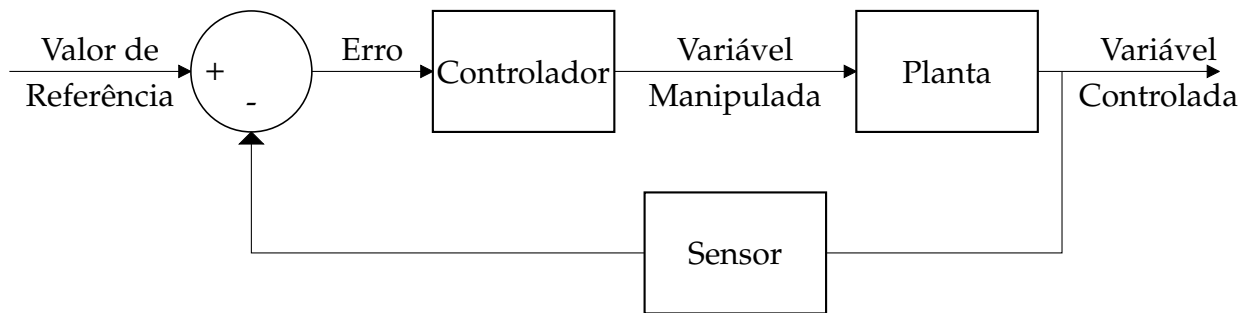 Valor de
Referência
+
-
Erro
Controlador
Variável
Manipulada
Planta
Variável
Controlada
Sensor